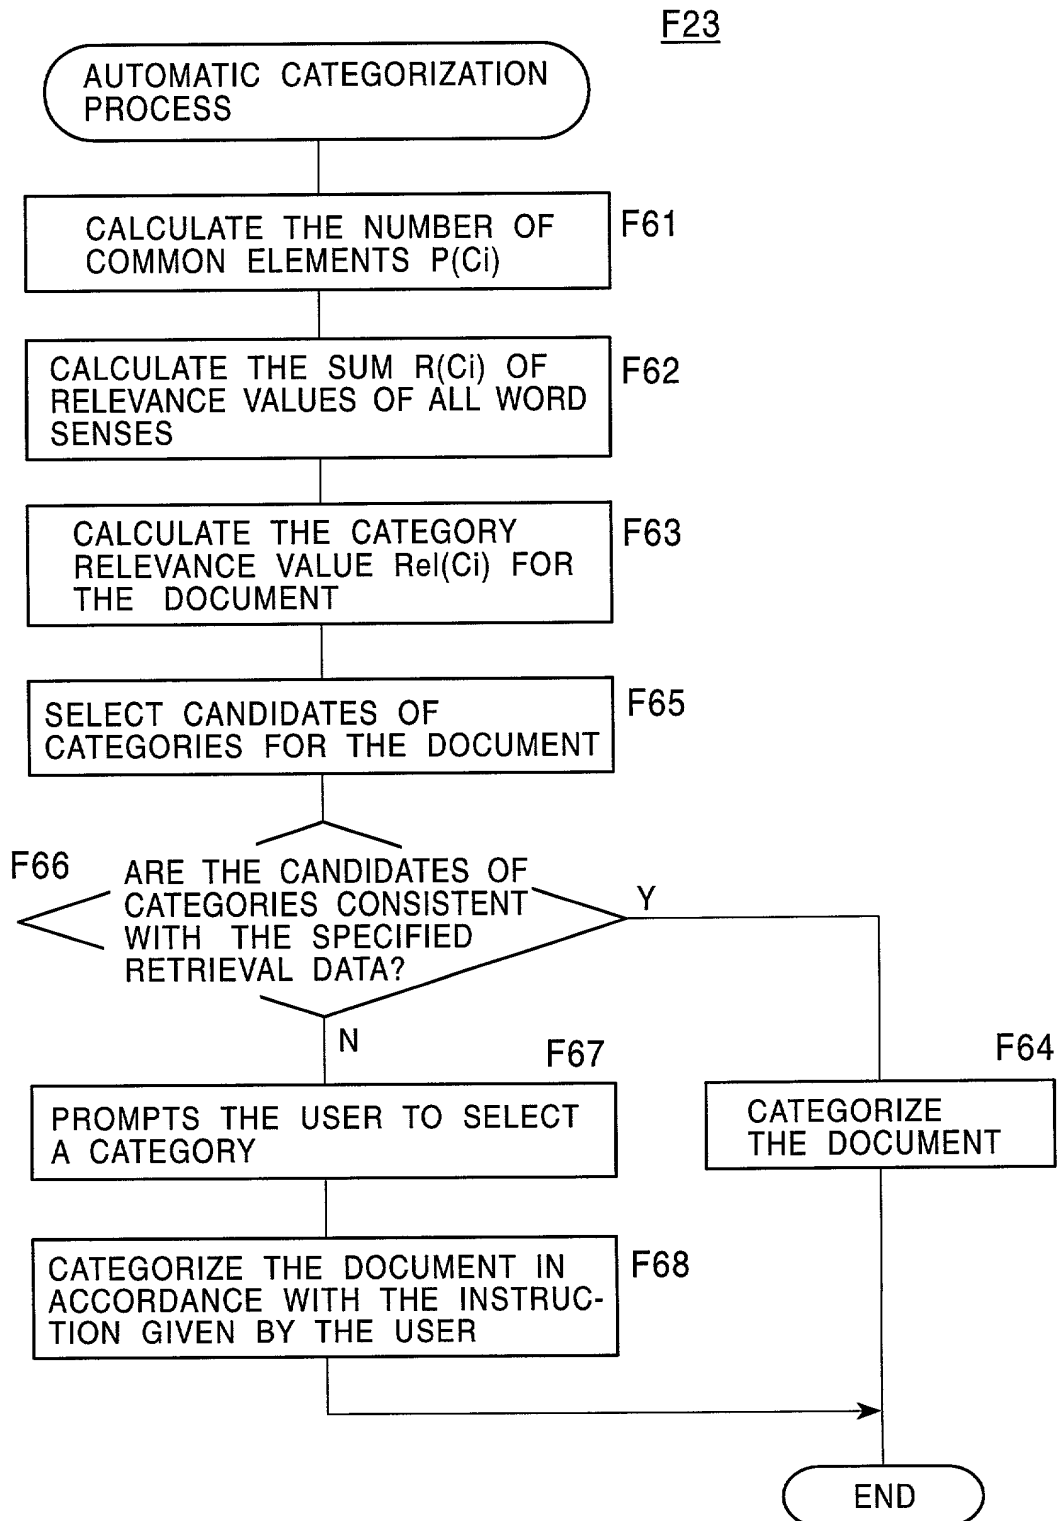 F23
AUTOMATIC CATEGORIZATION
PROCESS
CALCULATE THE NUMBER OF
COMMON ELEMENTS P(Ci)
F61
CALCULATE THE SUM R(Ci) OF
RELEVANCE VALUES OF ALL WORD
SENSES
F62
CALCULATE THE CATEGORY
RELEVANCE VALUE Rel(Ci) FOR
THE DOCUMENT
F63
SELECT CANDIDATES OF
CATEGORIES FOR THE DOCUMENT
F65
F66
ARE THE CANDIDATES OF
CATEGORIES CONSISTENT
WITH THE SPECIFIED
RETRIEVAL DATA?
Y
N
F67
PROMPTS THE USER TO SELECT
A CATEGORY
F64
CATEGORIZE
THE DOCUMENT
CATEGORIZE THE DOCUMENT IN
ACCORDANCE WITH THE INSTRUC-
TION GIVEN BY THE USER
F68
END